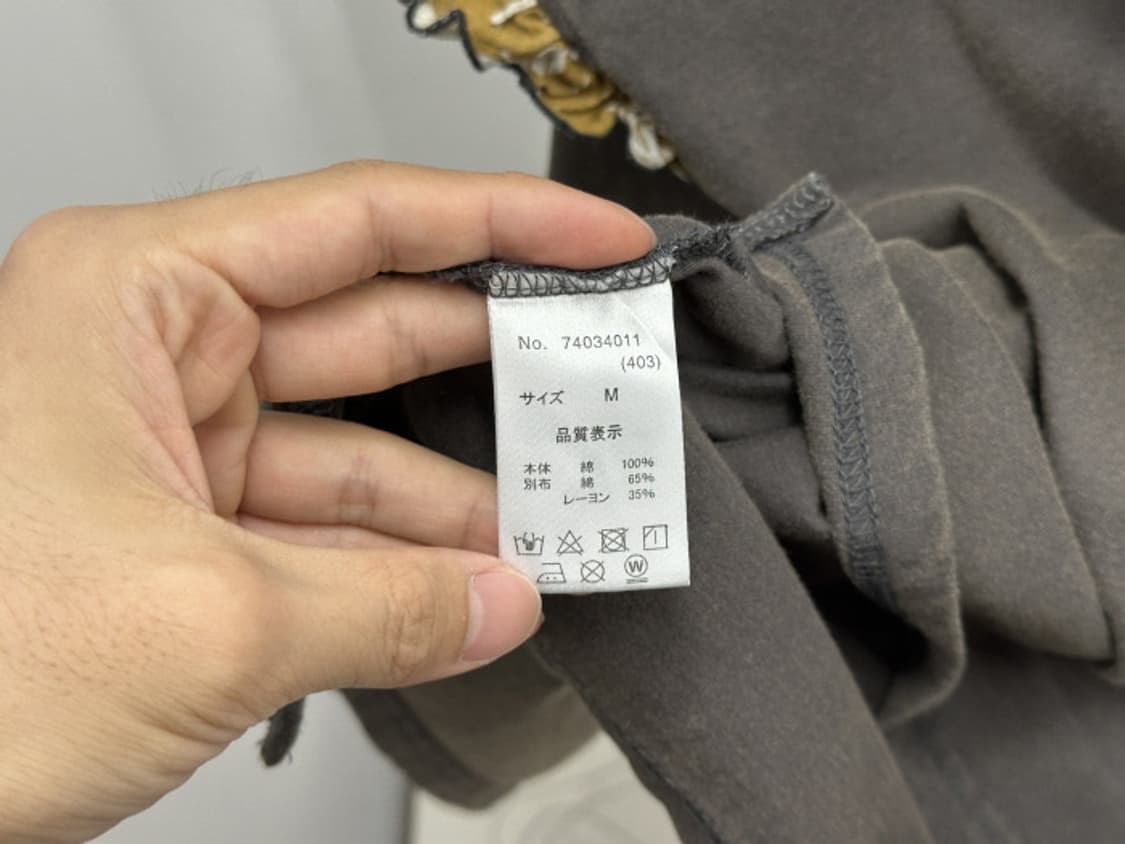 No. 74034011
(403)
サイズ M
品質表示
本体 綿 100%
別布 綿 65%
レーヨン 35%
W